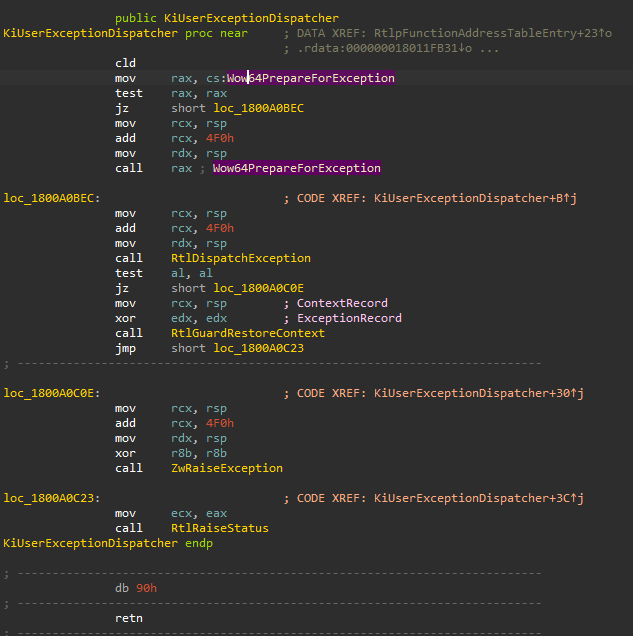 public KiUserExceptionDispatcher
KiUserExceptionDispatcher proc near ; DATA XREF: RtlpFunctionAddressTableEntry+23↑o
; .rdata:000000018011FB31↓o ...
cld
mov rax, cs:Wow64PrepareForException
test rax, rax
jz short loc_1800A0BEC
mov rcx, rsp
add rcx, 4F0h
mov rdx, rsp
call rax ; Wow64PrepareForException
loc_1800A0BEC: ; CODE XREF: KiUserExceptionDispatcher+B↑j
mov rcx, rsp
add rcx, 4F0h
mov rdx, rsp
call RtlDispatchException
test al, al
jz short loc_1800A0C0E
mov rcx, rsp ; ContextRecord
xor edx, edx ; ExceptionRecord
call RtlGuardRestoreContext
jmp short loc_1800A0C23
; ---------------------------------------------------------------------------
loc_1800A0C0E: ; CODE XREF: KiUserExceptionDispatcher+30↑j
mov rcx, rsp
add rcx, 4F0h
mov rdx, rsp
xor r8b, r8b
call ZwRaiseException
loc_1800A0C23: ; CODE XREF: KiUserExceptionDispatcher+3C↑j
mov ecx, eax
call RtlRaiseStatus
KiUserExceptionDispatcher endp
; ---------------------------------------------------------------------------
db 90h
; ---------------------------------------------------------------------------
retn
; ---------------------------------------------------------------------------